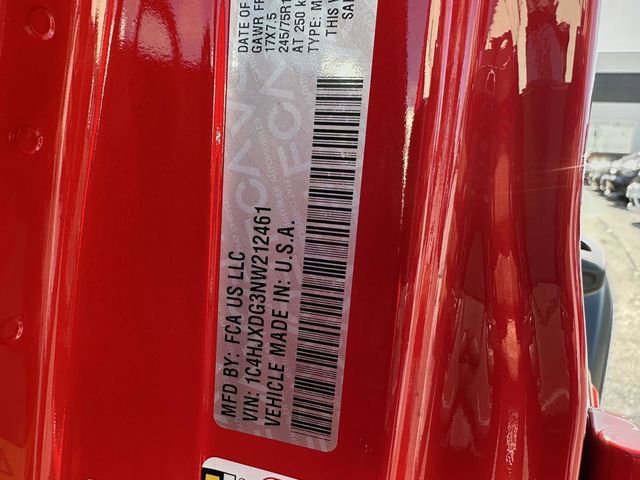 DATE OF
GAWR FR
17X7.5
245/75R1
AT 250 k
TYPE: M
THIS V
SA
MFD BY: FCA US LLC
VIN: 1C4HJXDG3NW212461
VEHICLE MADE IN: U.S.A.